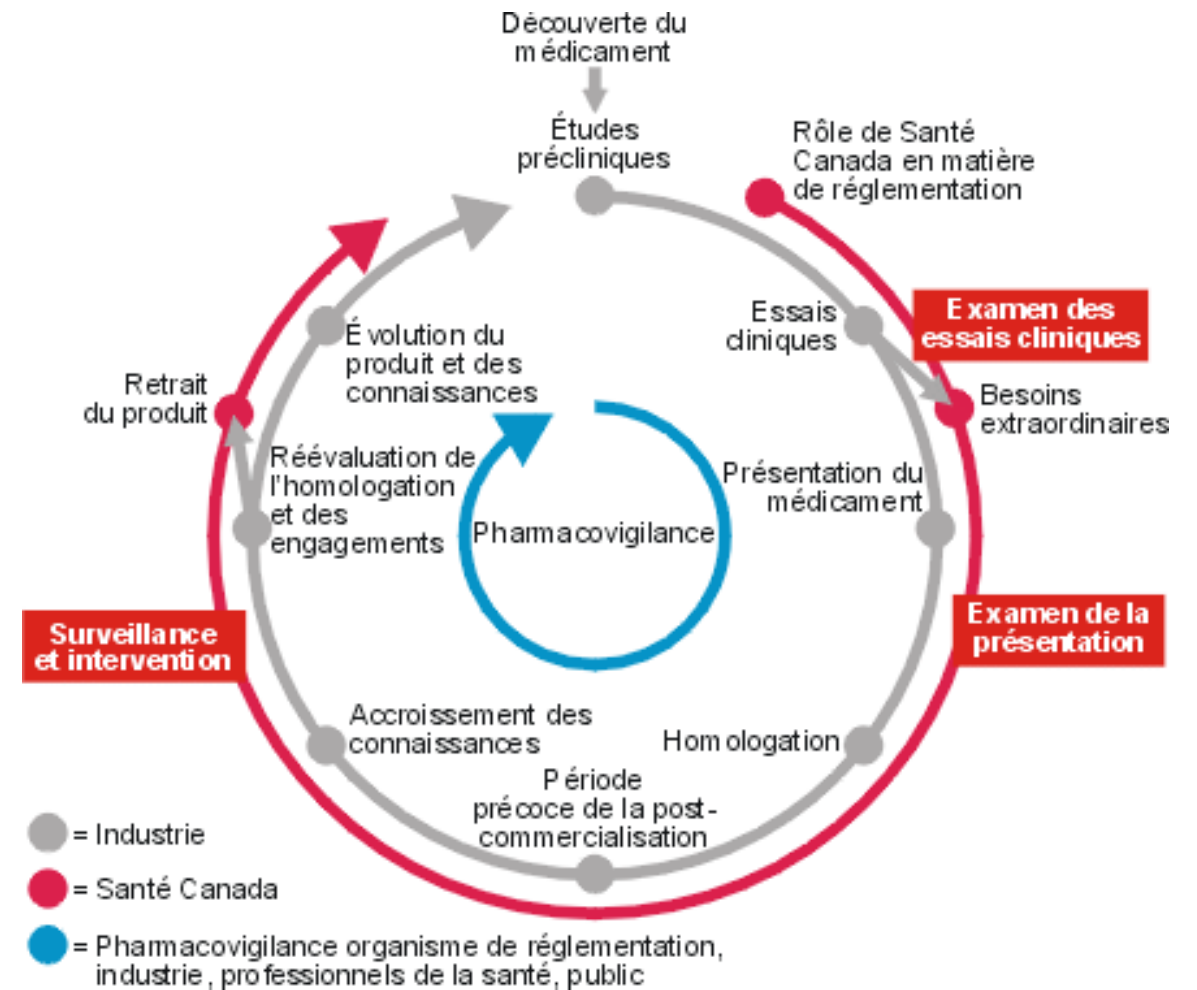 Découverte du
médicament
Études
précliniques
Rôle de Santé
Canada en matière
de réglementation
Essais
cliniques
Examen des
essais cliniques
Besoins
extraordinaires
Présentation du
médicament
Examen de la
présentation
Homologation
Période
précoce de la post-
commercialisation
Accroissement des
connaissances
Surveillance
et intervention
Réévaluation de
l'homologation
et des
engagements
Retrait
du produit
Évolution du
produit et des
connaissances
Pharmacovigilance
= Industrie
= Santé Canada
= Pharmacovigilance organisme de réglementation,
industrie, professionnels de la santé, public